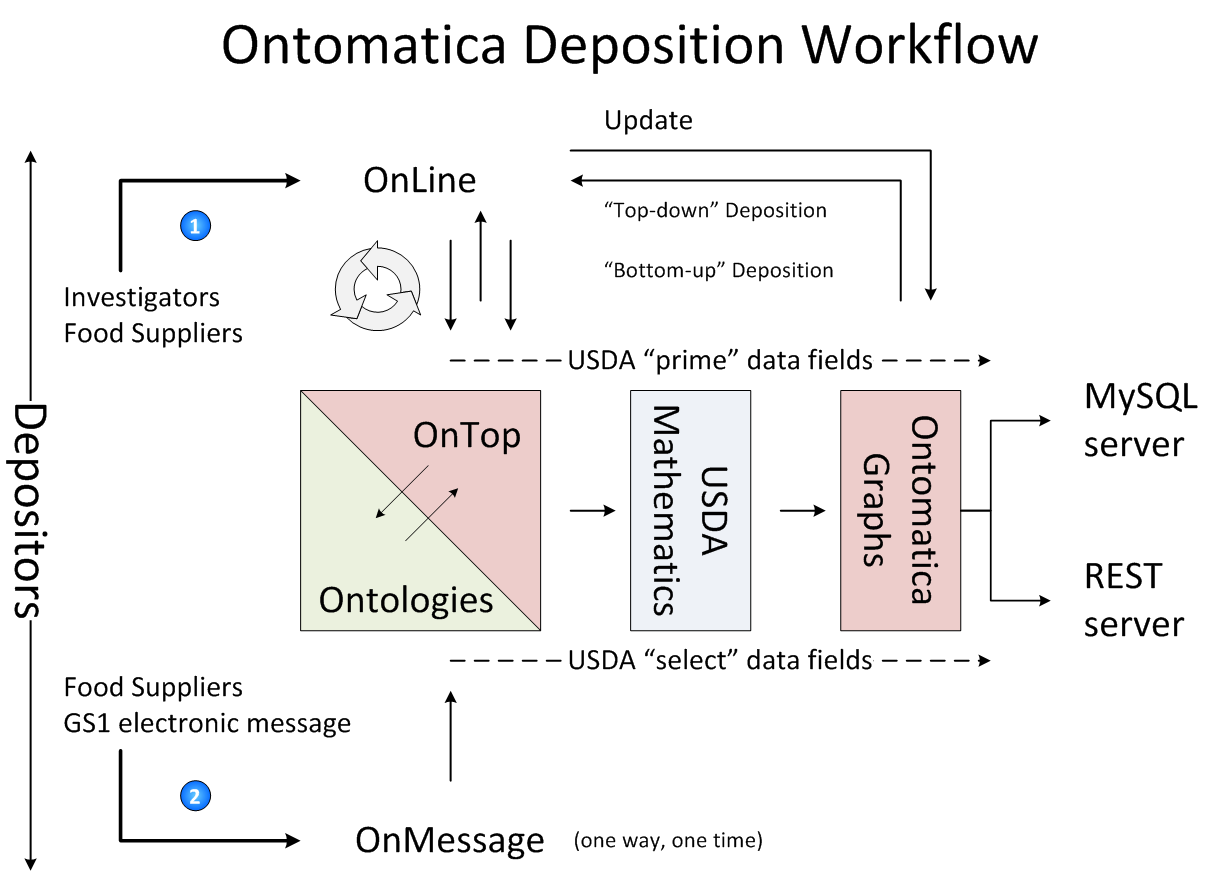 Ontomatica Deposition Workflow
Update
OnLine
“Top-down” Deposition
1
“Bottom-up” Deposition
Investigators
Food Suppliers
USDA “prime” data fields
Depositors
OnTop
Ontologies
USDA
Mathematics
Ontomatica
Graphs
MySQL
server
REST
server
USDA “select” data fields
Food Suppliers
GS1 electronic message
2
OnMessage (one way, one time)